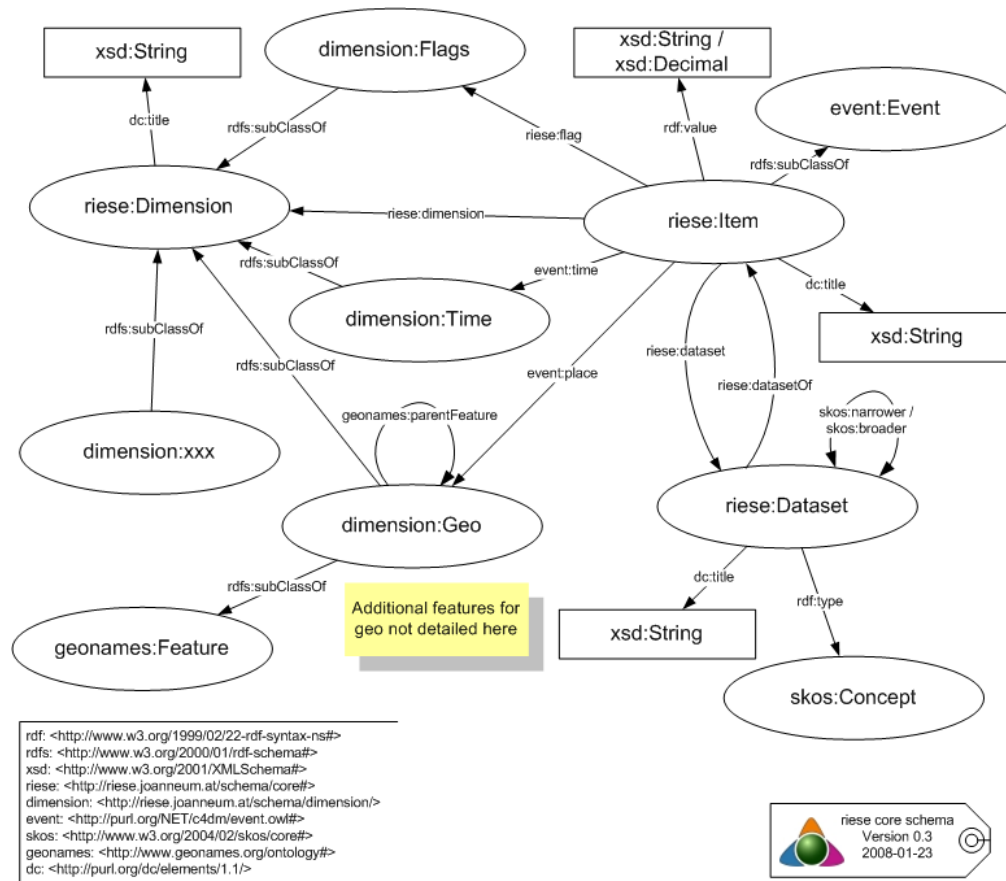 xsd:String
dimension:Flags
xsd:String /
xsd:Decimal
event:Event
dc:title
rdfs:subClassOf
riese:flag
rdf:value
rdfs:subClassOf
riese:Dimension
riese:dimension
riese:Item
rdfs:subClassOf
event:time
dc:title
dimension:Time
xsd:String
rdfs:subClassOf
rdfs:subClassOf
event:place
riese:dataset
riese:datasetOf
geonames:parentFeature
skos:narrower /
skos:broader
dimension:xxx
dimension:Geo
riese:Dataset
rdfs:subClassOf
dc:title
rdf:type
Additional features for
geo not detailed here
xsd:String
geonames:Feature
skos:Concept
rdf: <http://www.w3.org/1999/02/22-rdf-syntax-ns#>
rdfs: <http://www.w3.org/2000/01/rdf-schema#>
xsd: <http://www.w3.org/2001/XMLSchema#>
riese: <http://riese.joanneum.at/schema/core#>
dimension: <http://riese.joanneum.at/schema/dimension/>
event: <http://purl.org/NET/c4dm/event.owl#>
skos: <http://www.w3.org/2004/02/skos/core#>
geonames: <http://www.geonames.org/ontology#>
dc: <http://purl.org/dc/elements/1.1/>
riese core schema
Version 0.3
2008-01-23